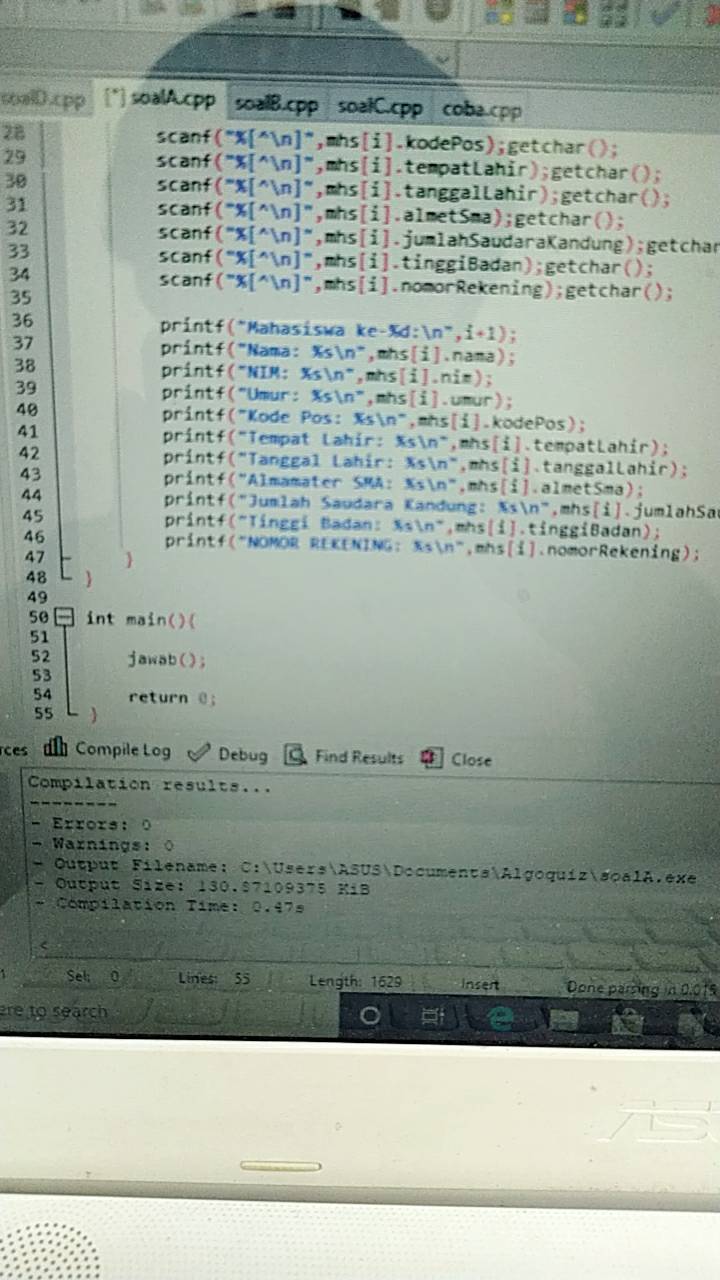 soalD.cpp [*] soalA.cpp soalB.cpp soalC.cpp coba.cpp
28 scanf("%[^\n]",mhs[i].kodePos);getchar();
29 scanf("%[^\n]",mhs[i].tempatLahir);getchar();
30 scanf("%[^\n]",mhs[i].tanggalLahir);getchar();
31 scanf("%[^\n]",mhs[i].almetSma);getchar();
32 scanf("%[^\n]",mhs[i].jumlahSaudaraKandung);getchar
33 scanf("%[^\n]",mhs[i].tinggiBadan);getchar();
34 scanf("%[^\n]",mhs[i].nomorRekening);getchar();
35
36 printf("Mahasiswa ke-%d:\n",i+1);
37 printf("Nama: %s\n",mhs[i].nama);
38 printf("NIM: %s\n",mhs[i].nim);
39 printf("Umur: %s\n",mhs[i].umur);
40 printf("Kode Pos: %s\n",mhs[i].kodePos);
41 printf("Tempat Lahir: %s\n",mhs[i].tempatLahir);
42 printf("Tanggal Lahir: %s\n",mhs[i].tanggalLahir);
43 printf("Almamater SMA: %s\n",mhs[i].almetSma);
44 printf("Jumlah Saudara Kandung: %s\n",mhs[i].jumlahSau
45 printf("Tinggi Badan: %s\n",mhs[i].tinggiBadan);
46 printf("NOMOR REKENING: %s\n",mhs[i].nomorRekening);
47 }
48 }
49
50 int main(){
51
52 jawab();
53
54 return 0;
55 }
rces Compile Log Debug Find Results Close
Compilation results...
--------
- Errors: 0
- Warnings: 0
- Output Filename: C:\Users\ASUS\Documents\Algoquiz\soalA.exe
- Output Size: 130.87109375 KiB
- Compilation Time: 0.47s
Sel: 0 Lines: 55 Length: 1629 Insert Done parsing in 0.015
ere to search
ASU